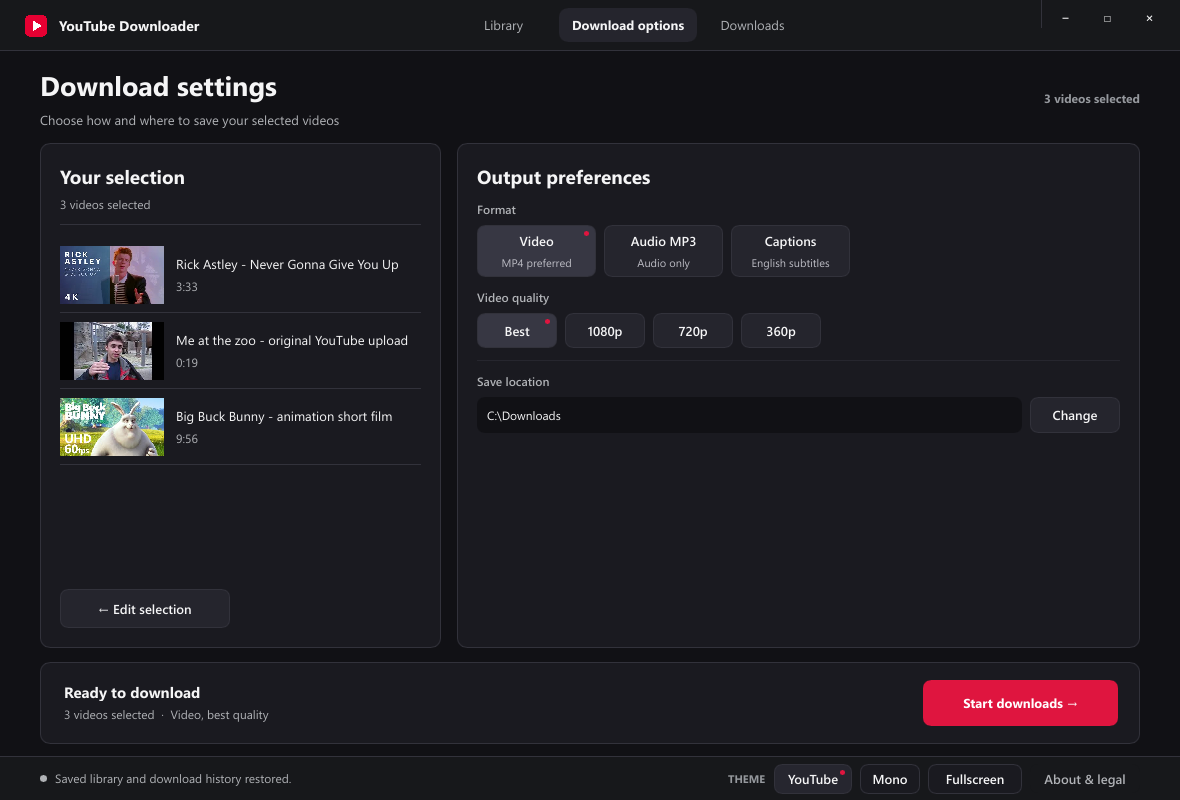 YouTube Downloader
Library
Download options
Downloads
Download settings
Choose how and where to save your selected videos
3 videos selected
Your selection
3 videos selected
RICK
ASTLEY
4K
Rick Astley - Never Gonna Give You Up
3:33
Me at the zoo - original YouTube upload
0:19
Big Buck
BUNNY
UHD
60fps
Big Buck Bunny - animation short film
9:56
← Edit selection
Output preferences
Format
Video
MP4 preferred
Audio MP3
Audio only
Captions
English subtitles
Video quality
Best
1080p
720p
360p
Save location
C:\Downloads
Change
Ready to download
3 videos selected · Video, best quality
Start downloads →
Saved library and download history restored.
THEME
YouTube
Mono
Fullscreen
About & legal